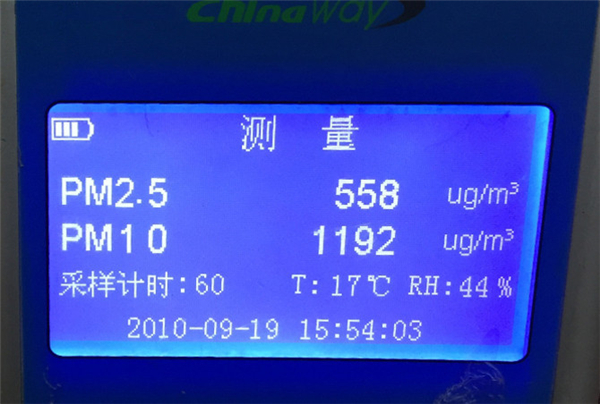 ChinaWay
测 量
PM2.5 558 ug/m³
PM10 1192 ug/m³
采样计时:60 T:17℃ RH:44%
2010-09-19 15:54:03